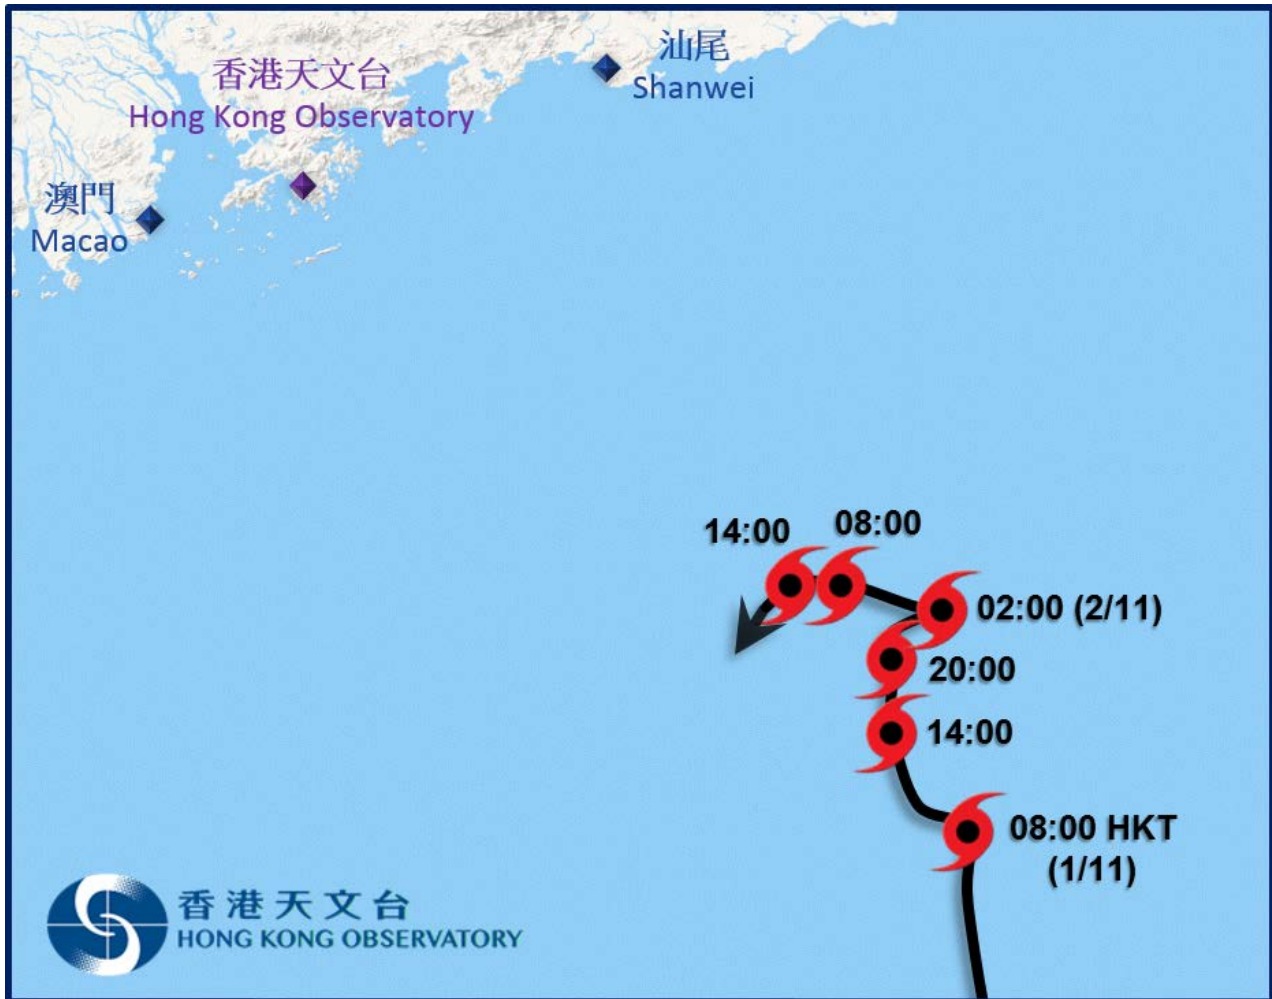 汕尾
Shanwei
香港天文台
Hong Kong Observatory
澳門
Macao
14:00
08:00
02:00 (2/11)
20:00
14:00
08:00 HKT
(1/11)
香港天文台
HONG KONG OBSERVATORY